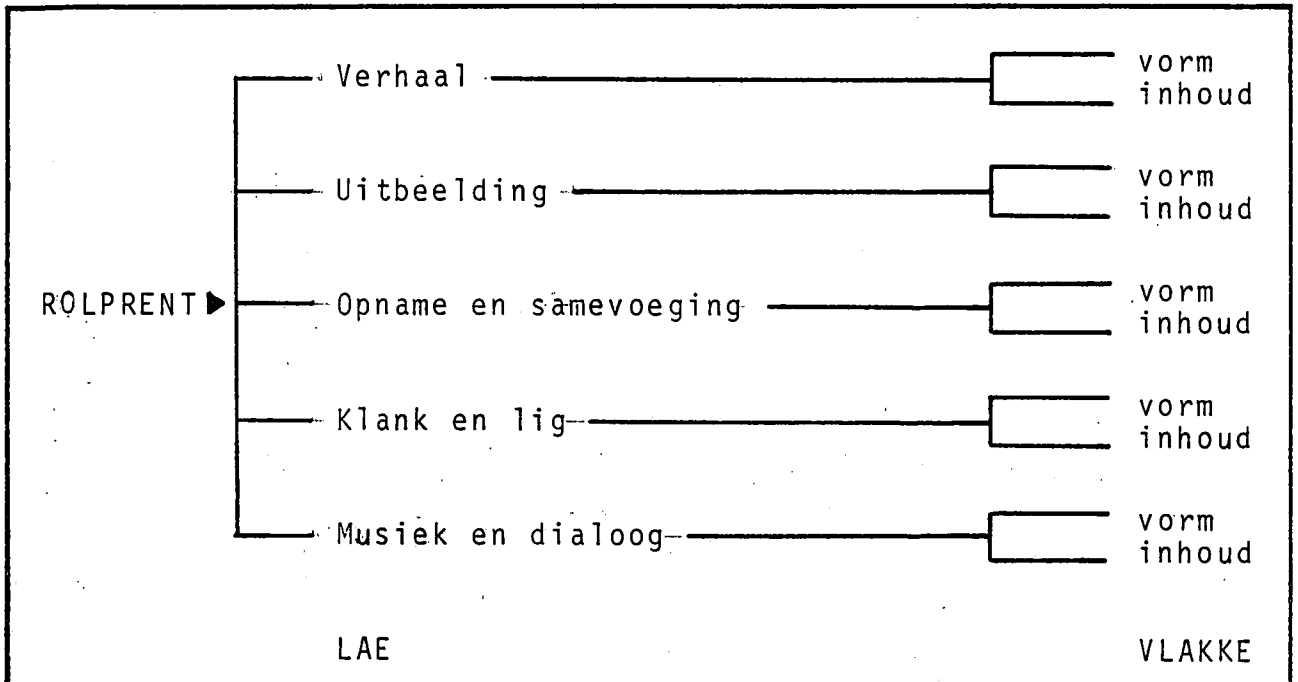 Verhaal
vorm
inhoud
Uitbeelding
vorm
inhoud
ROLPRENT
Opname en samevoeging
vorm
inhoud
Klank en lig
vorm
inhoud
Musiek en dialoog
vorm
inhoud
LAE
VLAKKE